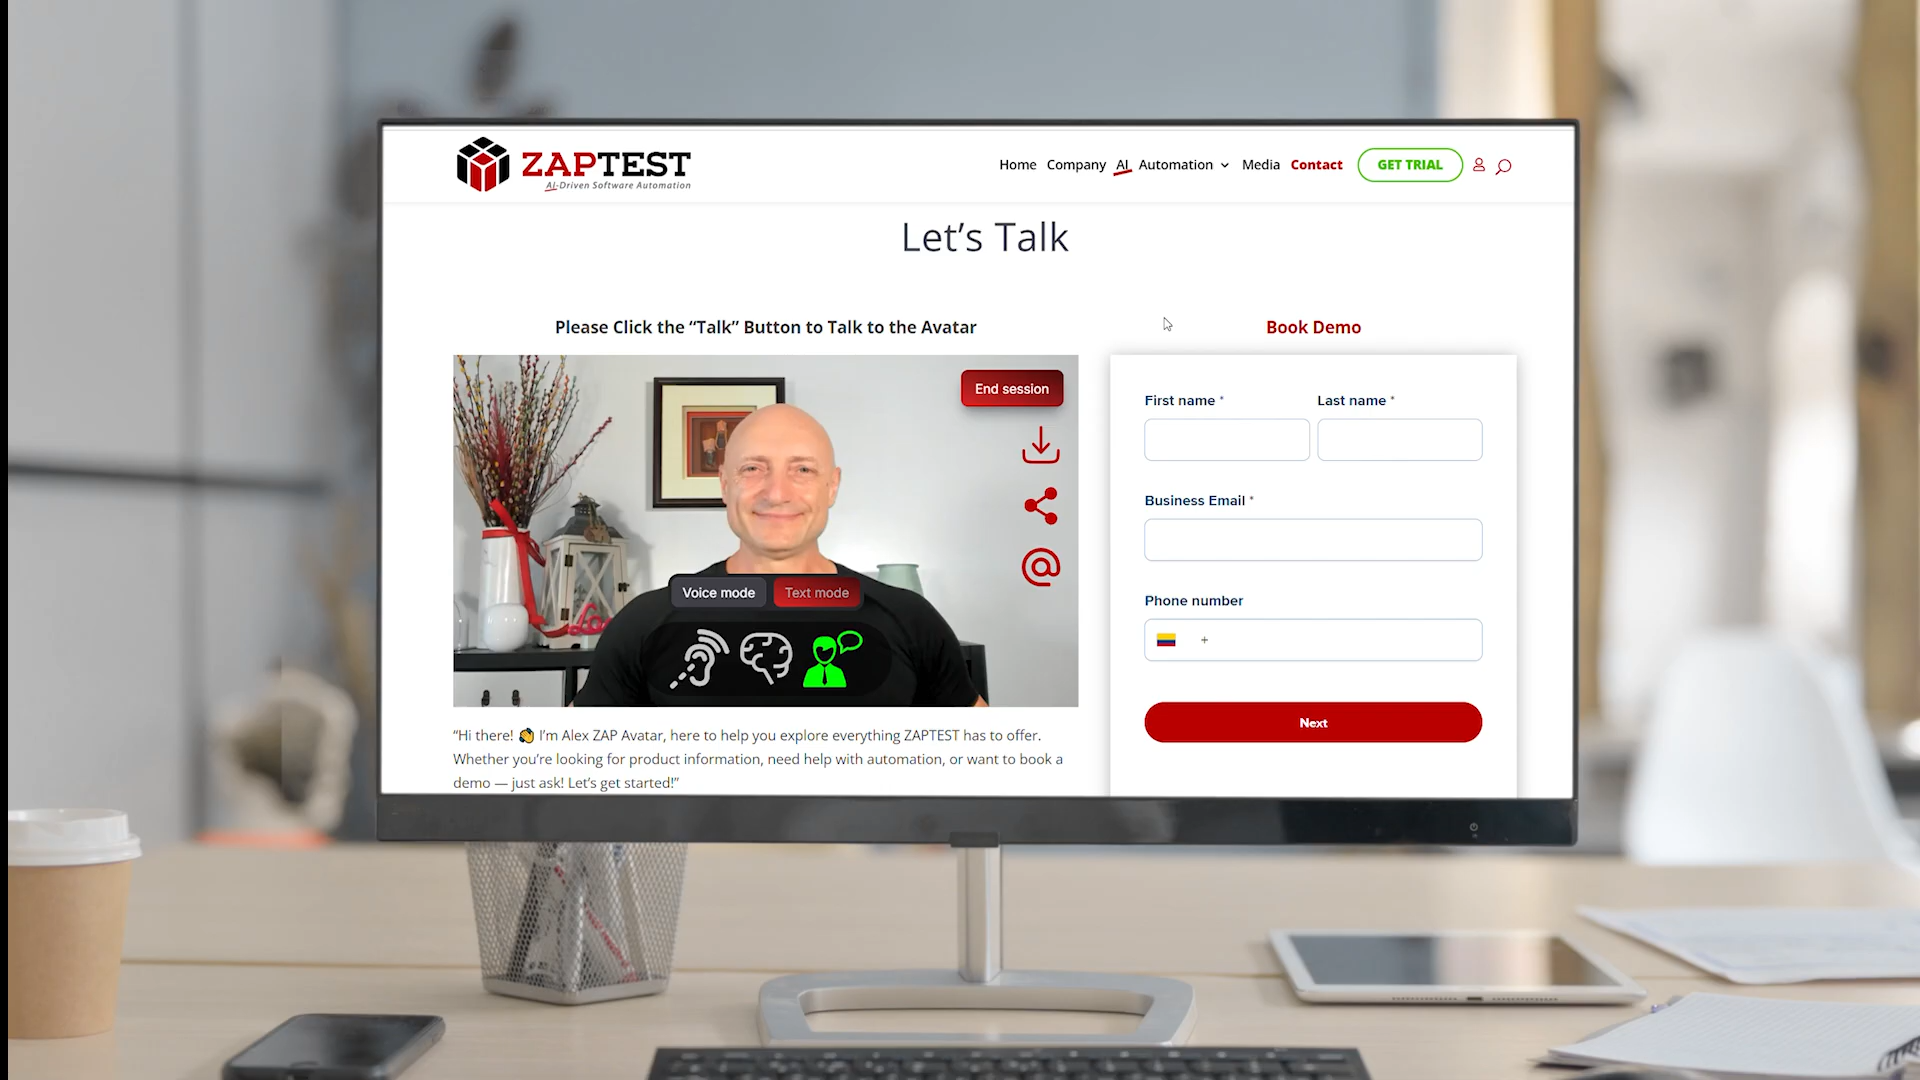 ZAPTEST
AI-Driven Software Automation
Home Company AI Automation Media Contact GET TRIAL
Let's Talk
Please Click the “Talk” Button to Talk to the Avatar
Book Demo
End session
Voice mode Text mode
First name * Last name *
Business Email *
Phone number
+
Next
“Hi there! 👋 I’m Alex ZAP Avatar, here to help you explore everything ZAPTEST has to offer.
Whether you’re looking for product information, need help with automation, or want to book a
demo — just ask! Let’s get started!”